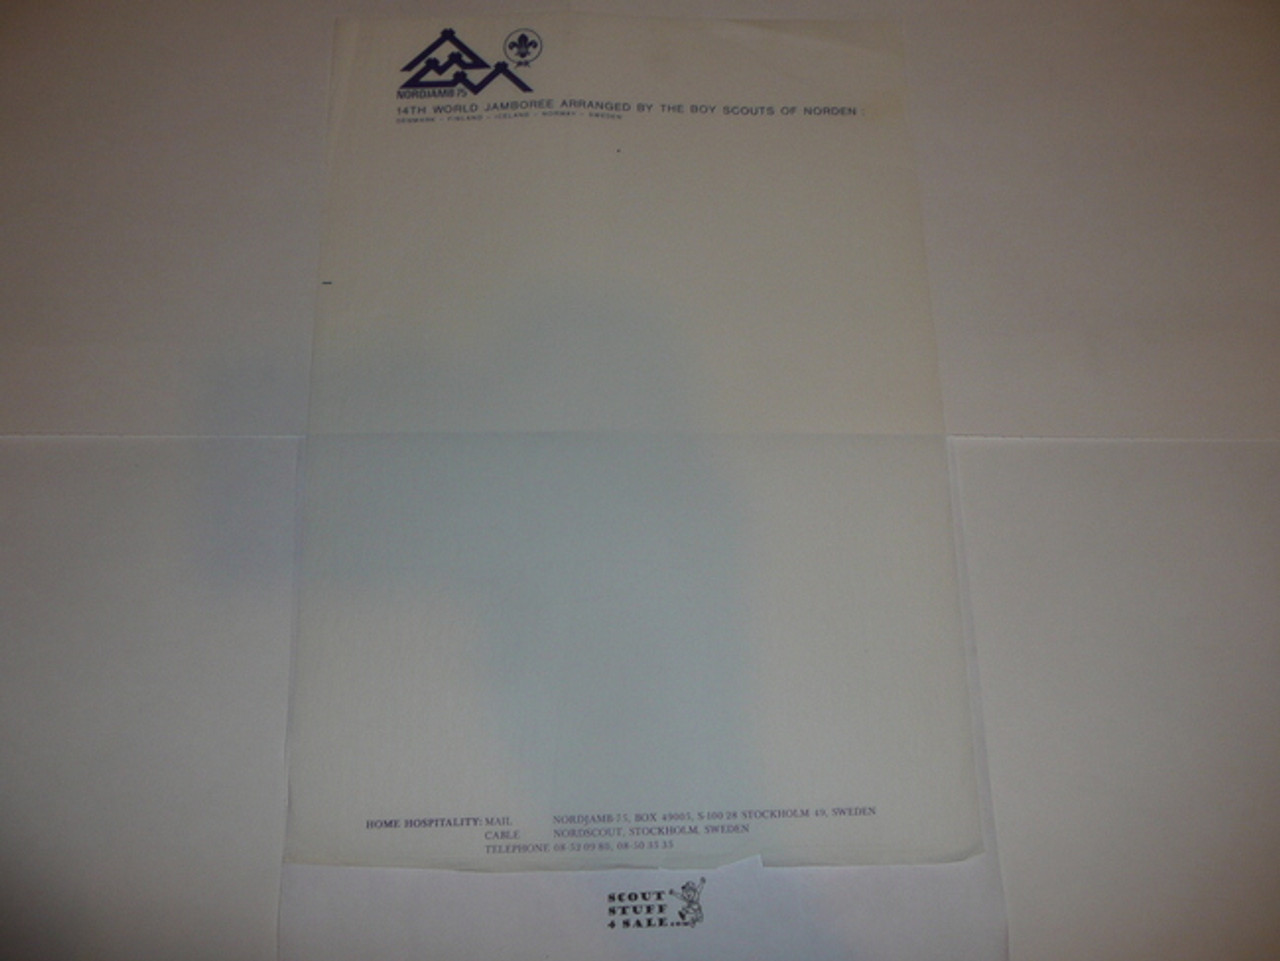 NORDJAMB 75
14TH WORLD JAMBOREE ARRANGED BY THE BOY SCOUTS OF NORDEN :
DENMARK - FINLAND - ICELAND - NORWAY - SWEDEN
HOME HOSPITALITY: MAIL NORDJAMB-75, BOX 49005, S-100 28 STOCKHOLM 49, SWEDEN
CABLE NORDSCOUT, STOCKHOLM, SWEDEN
TELEPHONE 08-52 09 80, 08-50 35 35
SCOUT
STUFF
4 SALE.com